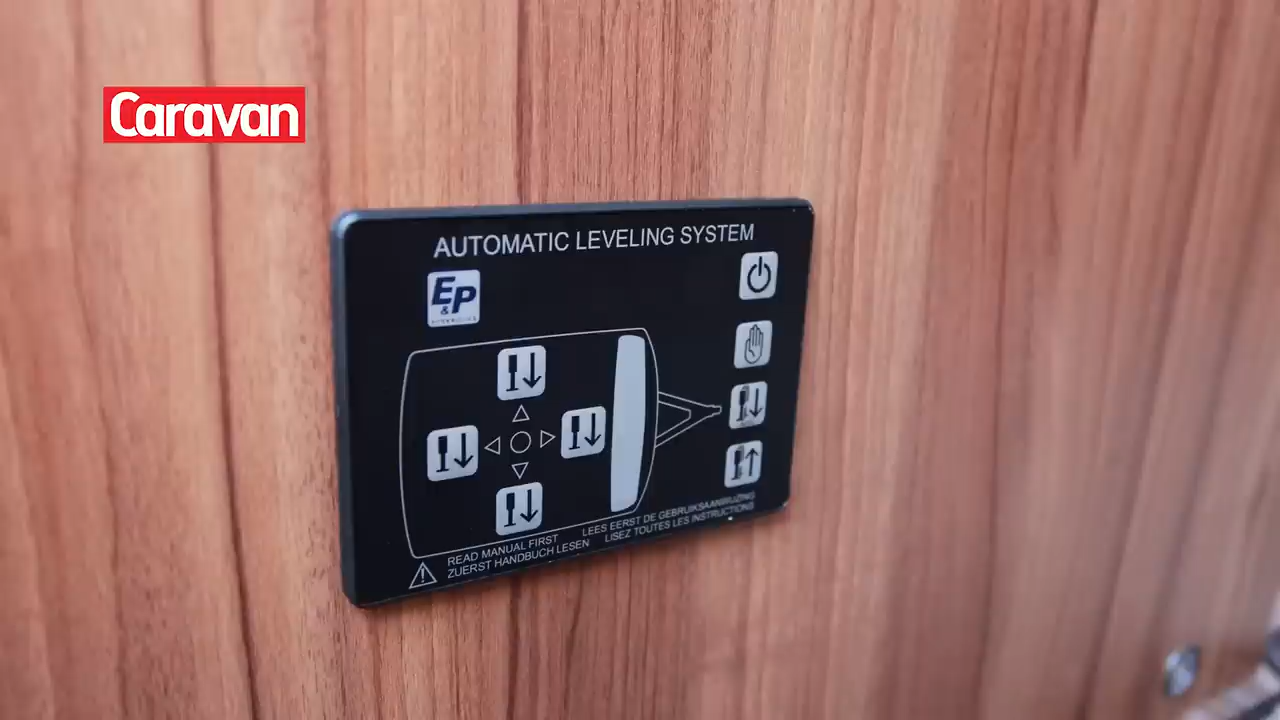 Caravan
AUTOMATIC LEVELING SYSTEM
E&P
READ MANUAL FIRST
LEES EERST DE GEBRUIKSAANWIJZING
ZUERST HANDBUCH LESEN
LISEZ TOUTES LES INSTRUCTIONS